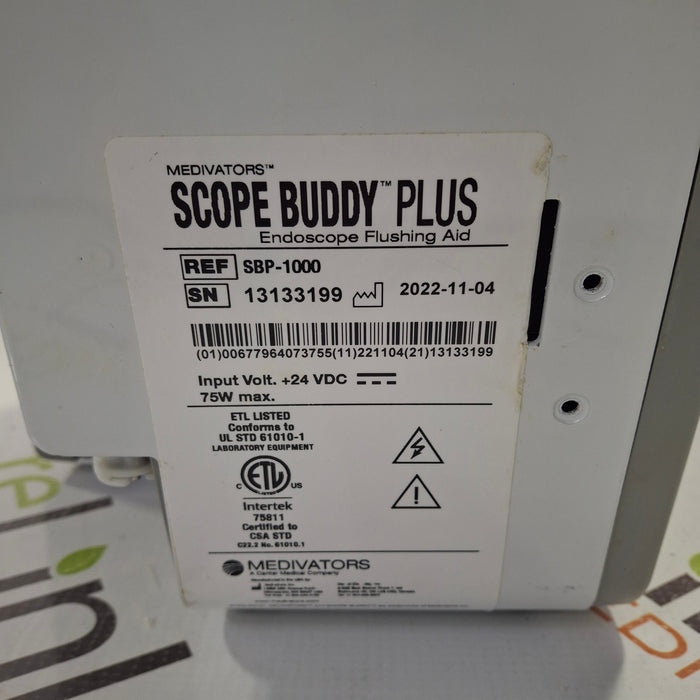 MEDIVATORS™
SCOPE BUDDY™ PLUS
Endoscope Flushing Aid
REF SBP-1000
SN 13133199 2022-11-04
(01)00677964073755(11)221104(21)13133199
Input Volt. +24 VDC
75W max.
ETL LISTED
Conforms to
UL STD 61010-1
LABORATORY EQUIPMENT
C ETL US
Intertek
75811
Certified to
CSA STD
C22.2 No. 61010.1
MEDIVATORS
A Cantel Medical Company